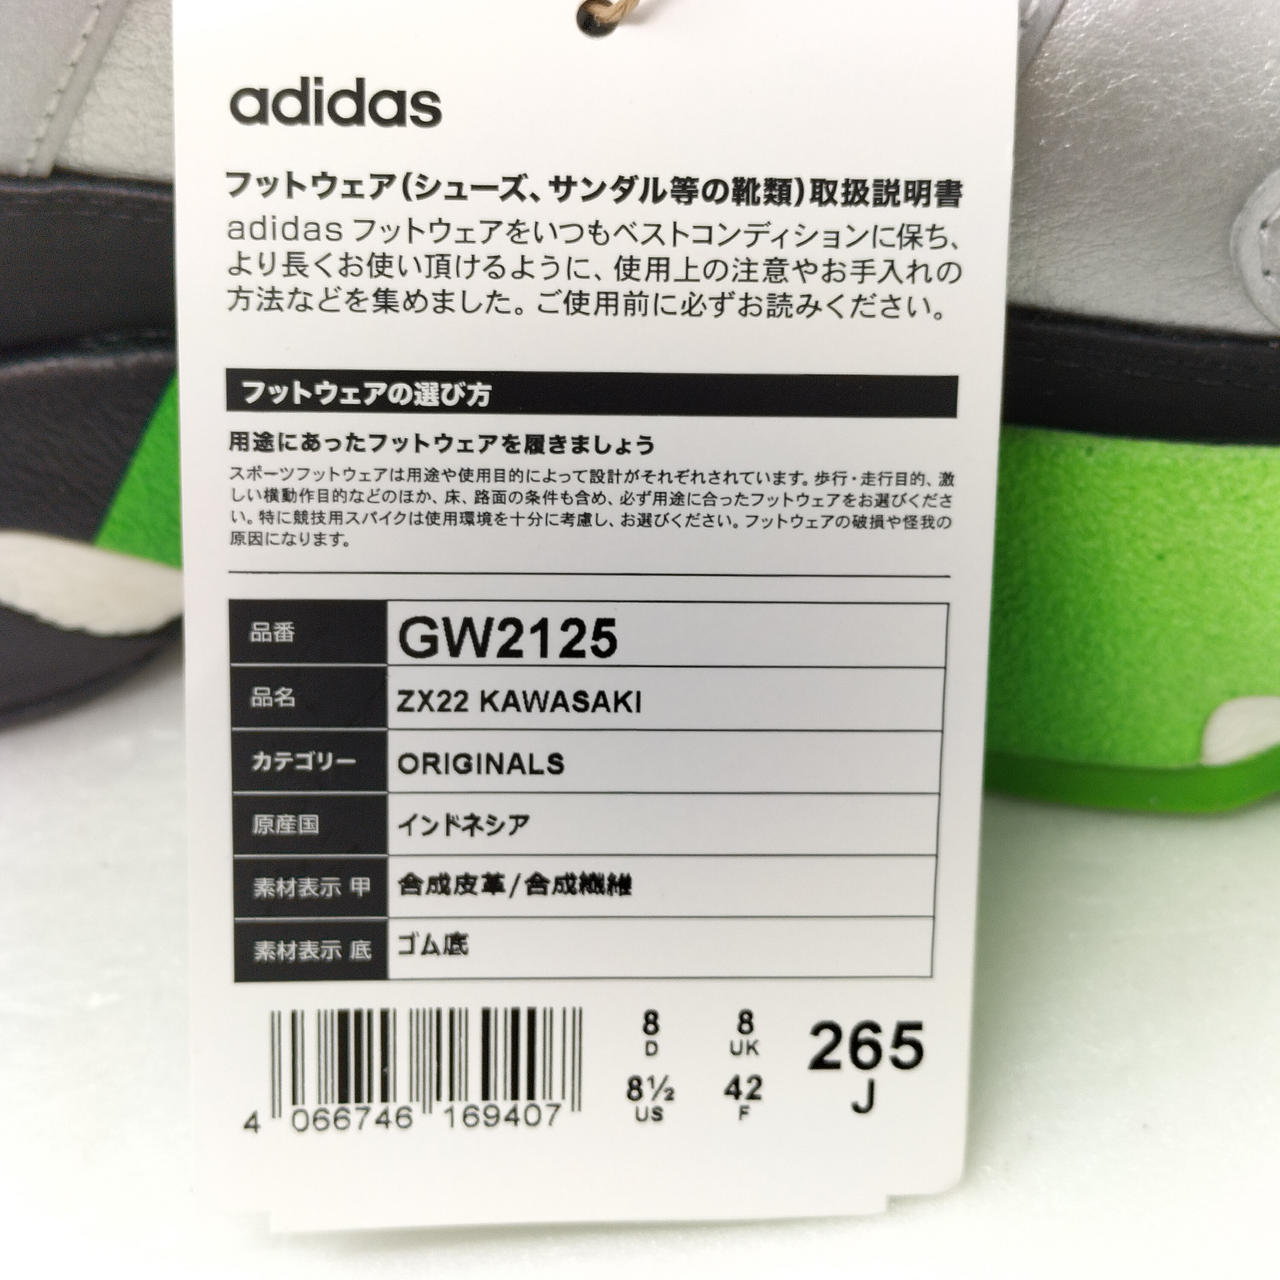 adidas
フットウェア(シューズ、サンダル等の靴類)取扱説明書
adidas フットウェアをいつもベストコンディションに保ち、
より長くお使い頂けるように、使用上の注意やお手入れの
方法などを集めました。ご使用前に必ずお読みください。
フットウェアの選び方
用途にあったフットウェアを履きましょう
スポーツフットウェアは用途や使用目的によって設計がそれぞれされています。歩行・走行目的、激
しい横動作目的などのほか、床、路面の条件も含め、必ず用途に合ったフットウェアをお選びくださ
い。特に競技用スパイクは使用環境を十分に考慮し、お選びください。フットウェアの破損や怪我の
原因になります。
品番 GW2125
品名 ZX22 KAWASAKI
カテゴリー ORIGINALS
原産国 インドネシア
素材表示 甲 合成皮革/合成繊維
素材表示 底 ゴム底
4 066746 169407
8 D 8 UK
8½ US 42 F
265 J